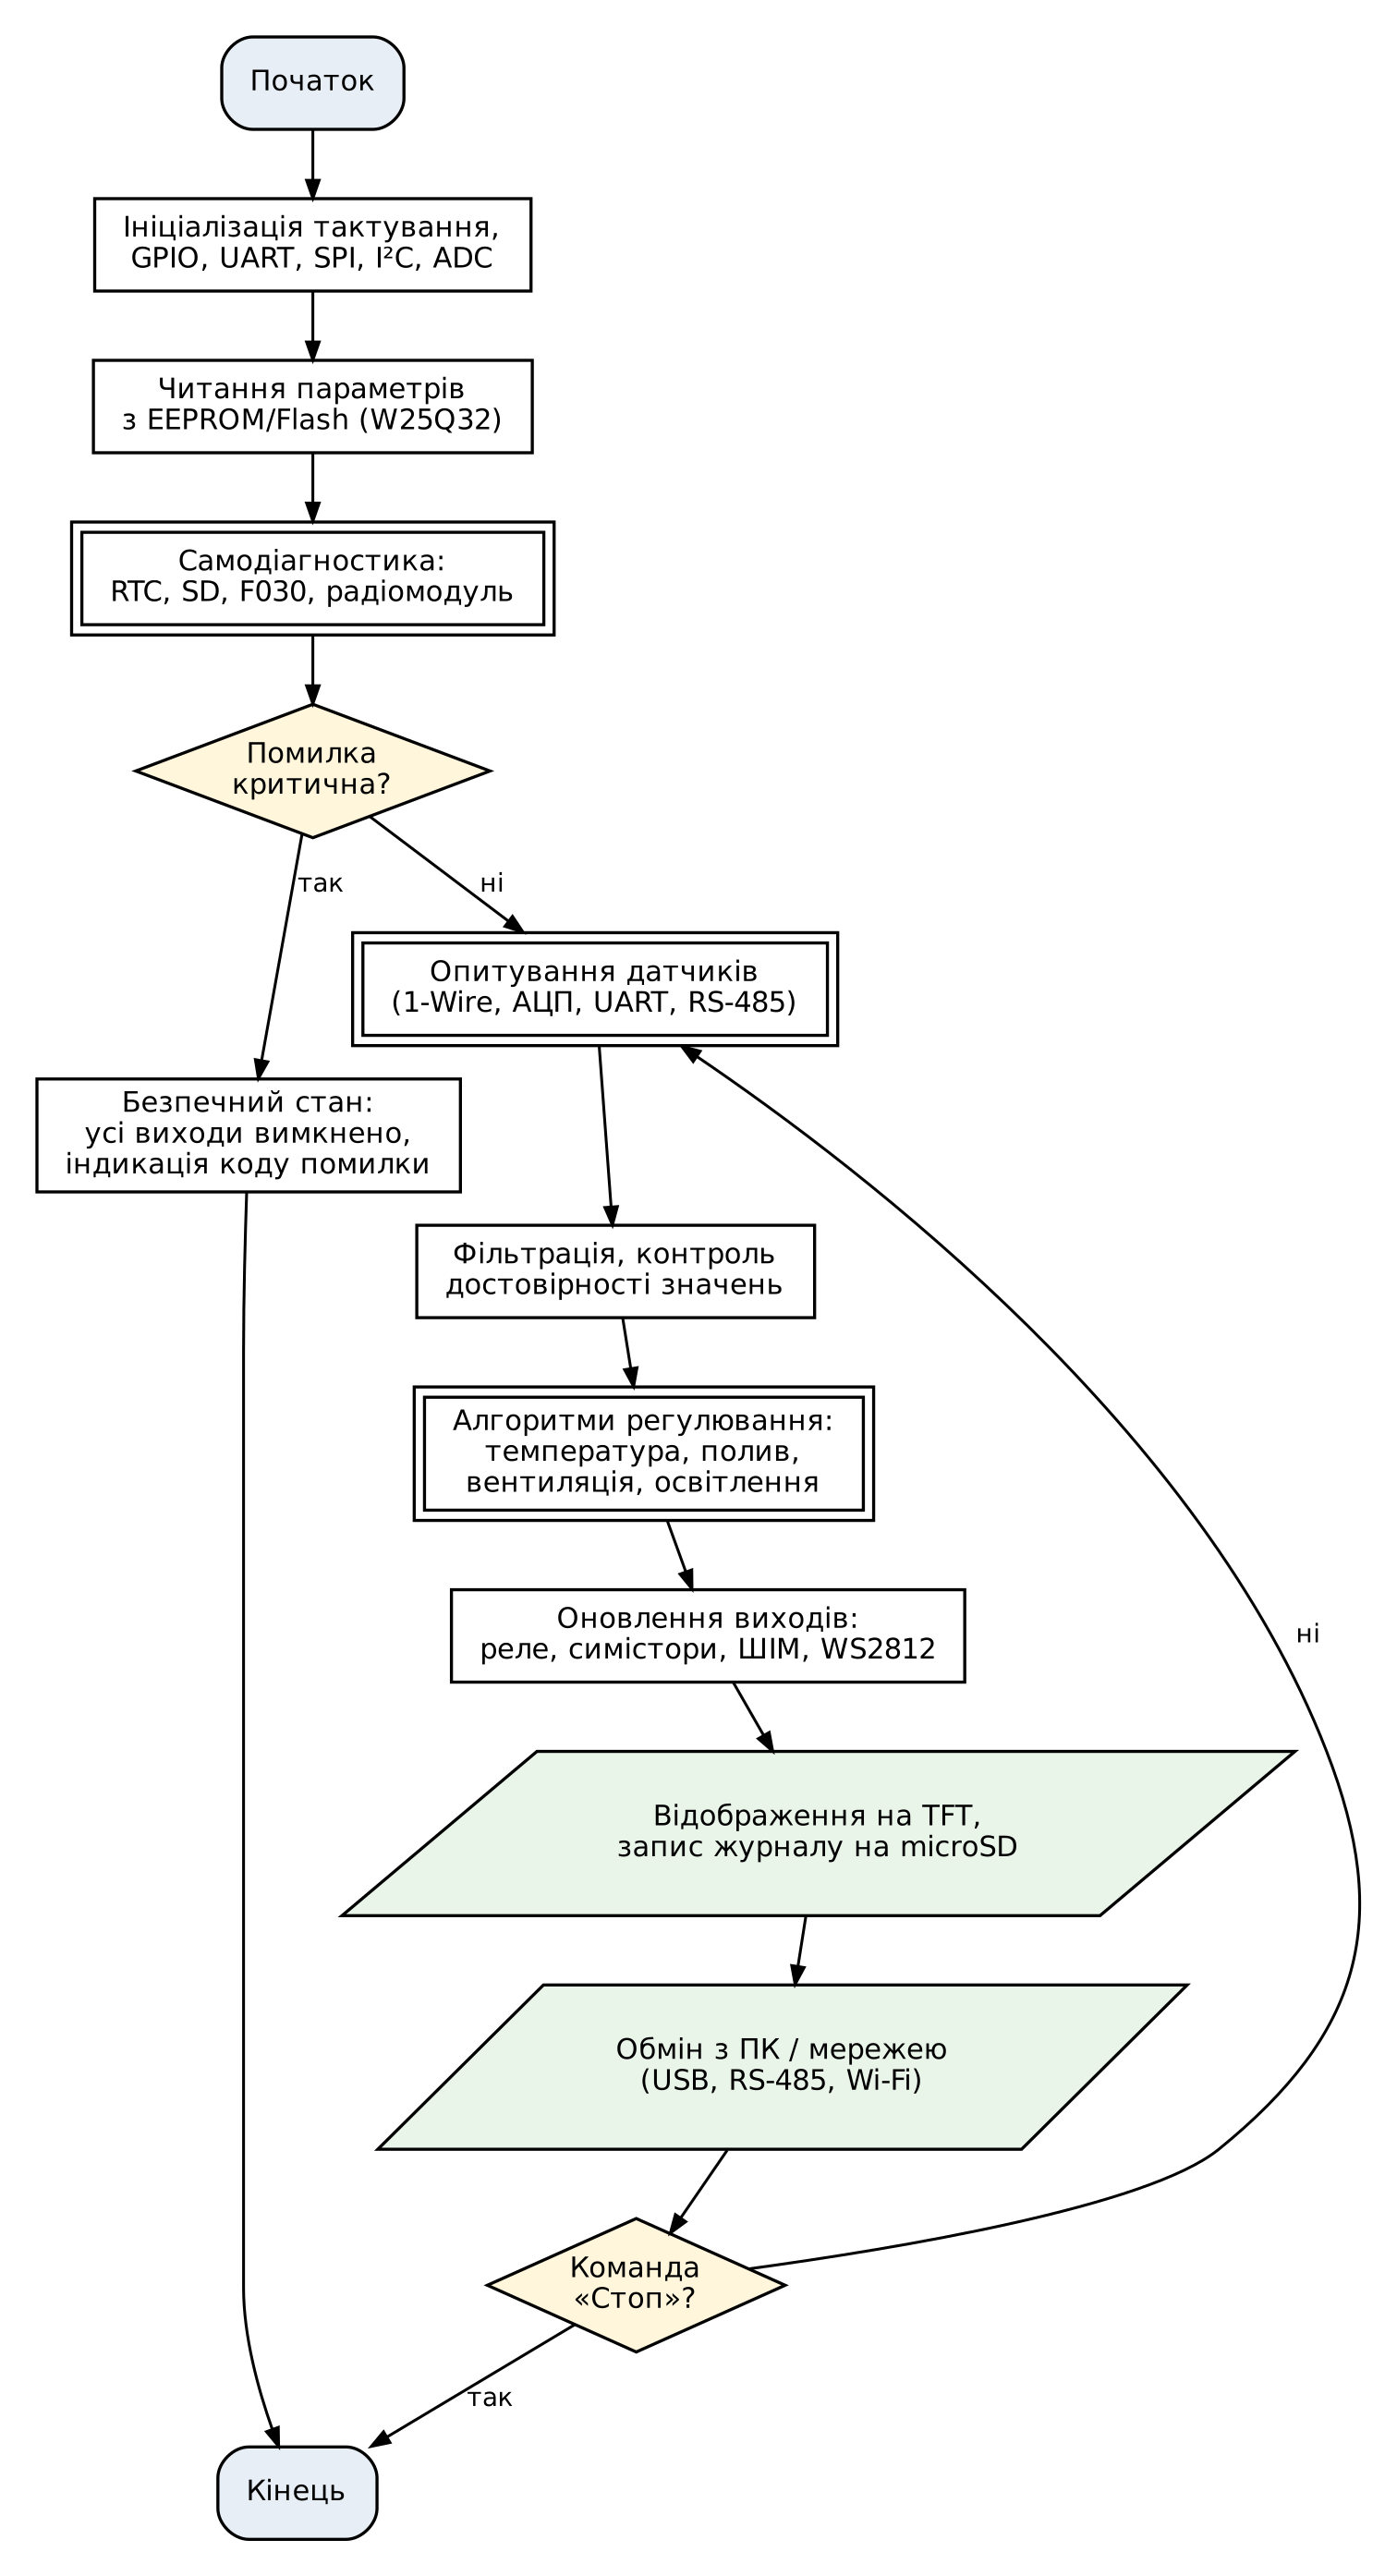 Початок
Ініціалізація тактування,
GPIO, UART, SPI, I²C, ADC
Читання параметрів
з EEPROM/Flash (W25Q32)
Самодіагностика:
RTC, SD, F030, радіомодуль
Помилка
критична?
так
ні
Опитування датчиків
(1-Wire, АЦП, UART, RS-485)
Безпечний стан:
усі виходи вимкнено,
індикація коду помилки
Фільтрація, контроль
достовірності значень
Алгоритми регулювання:
температура, полив,
вентиляція, освітлення
Оновлення виходів:
реле, симістори, ШІМ, WS2812
ні
Відображення на TFT,
запис журналу на microSD
Обмін з ПК / мережею
(USB, RS-485, Wi-Fi)
Команда
«Стоп»?
так
Кінець